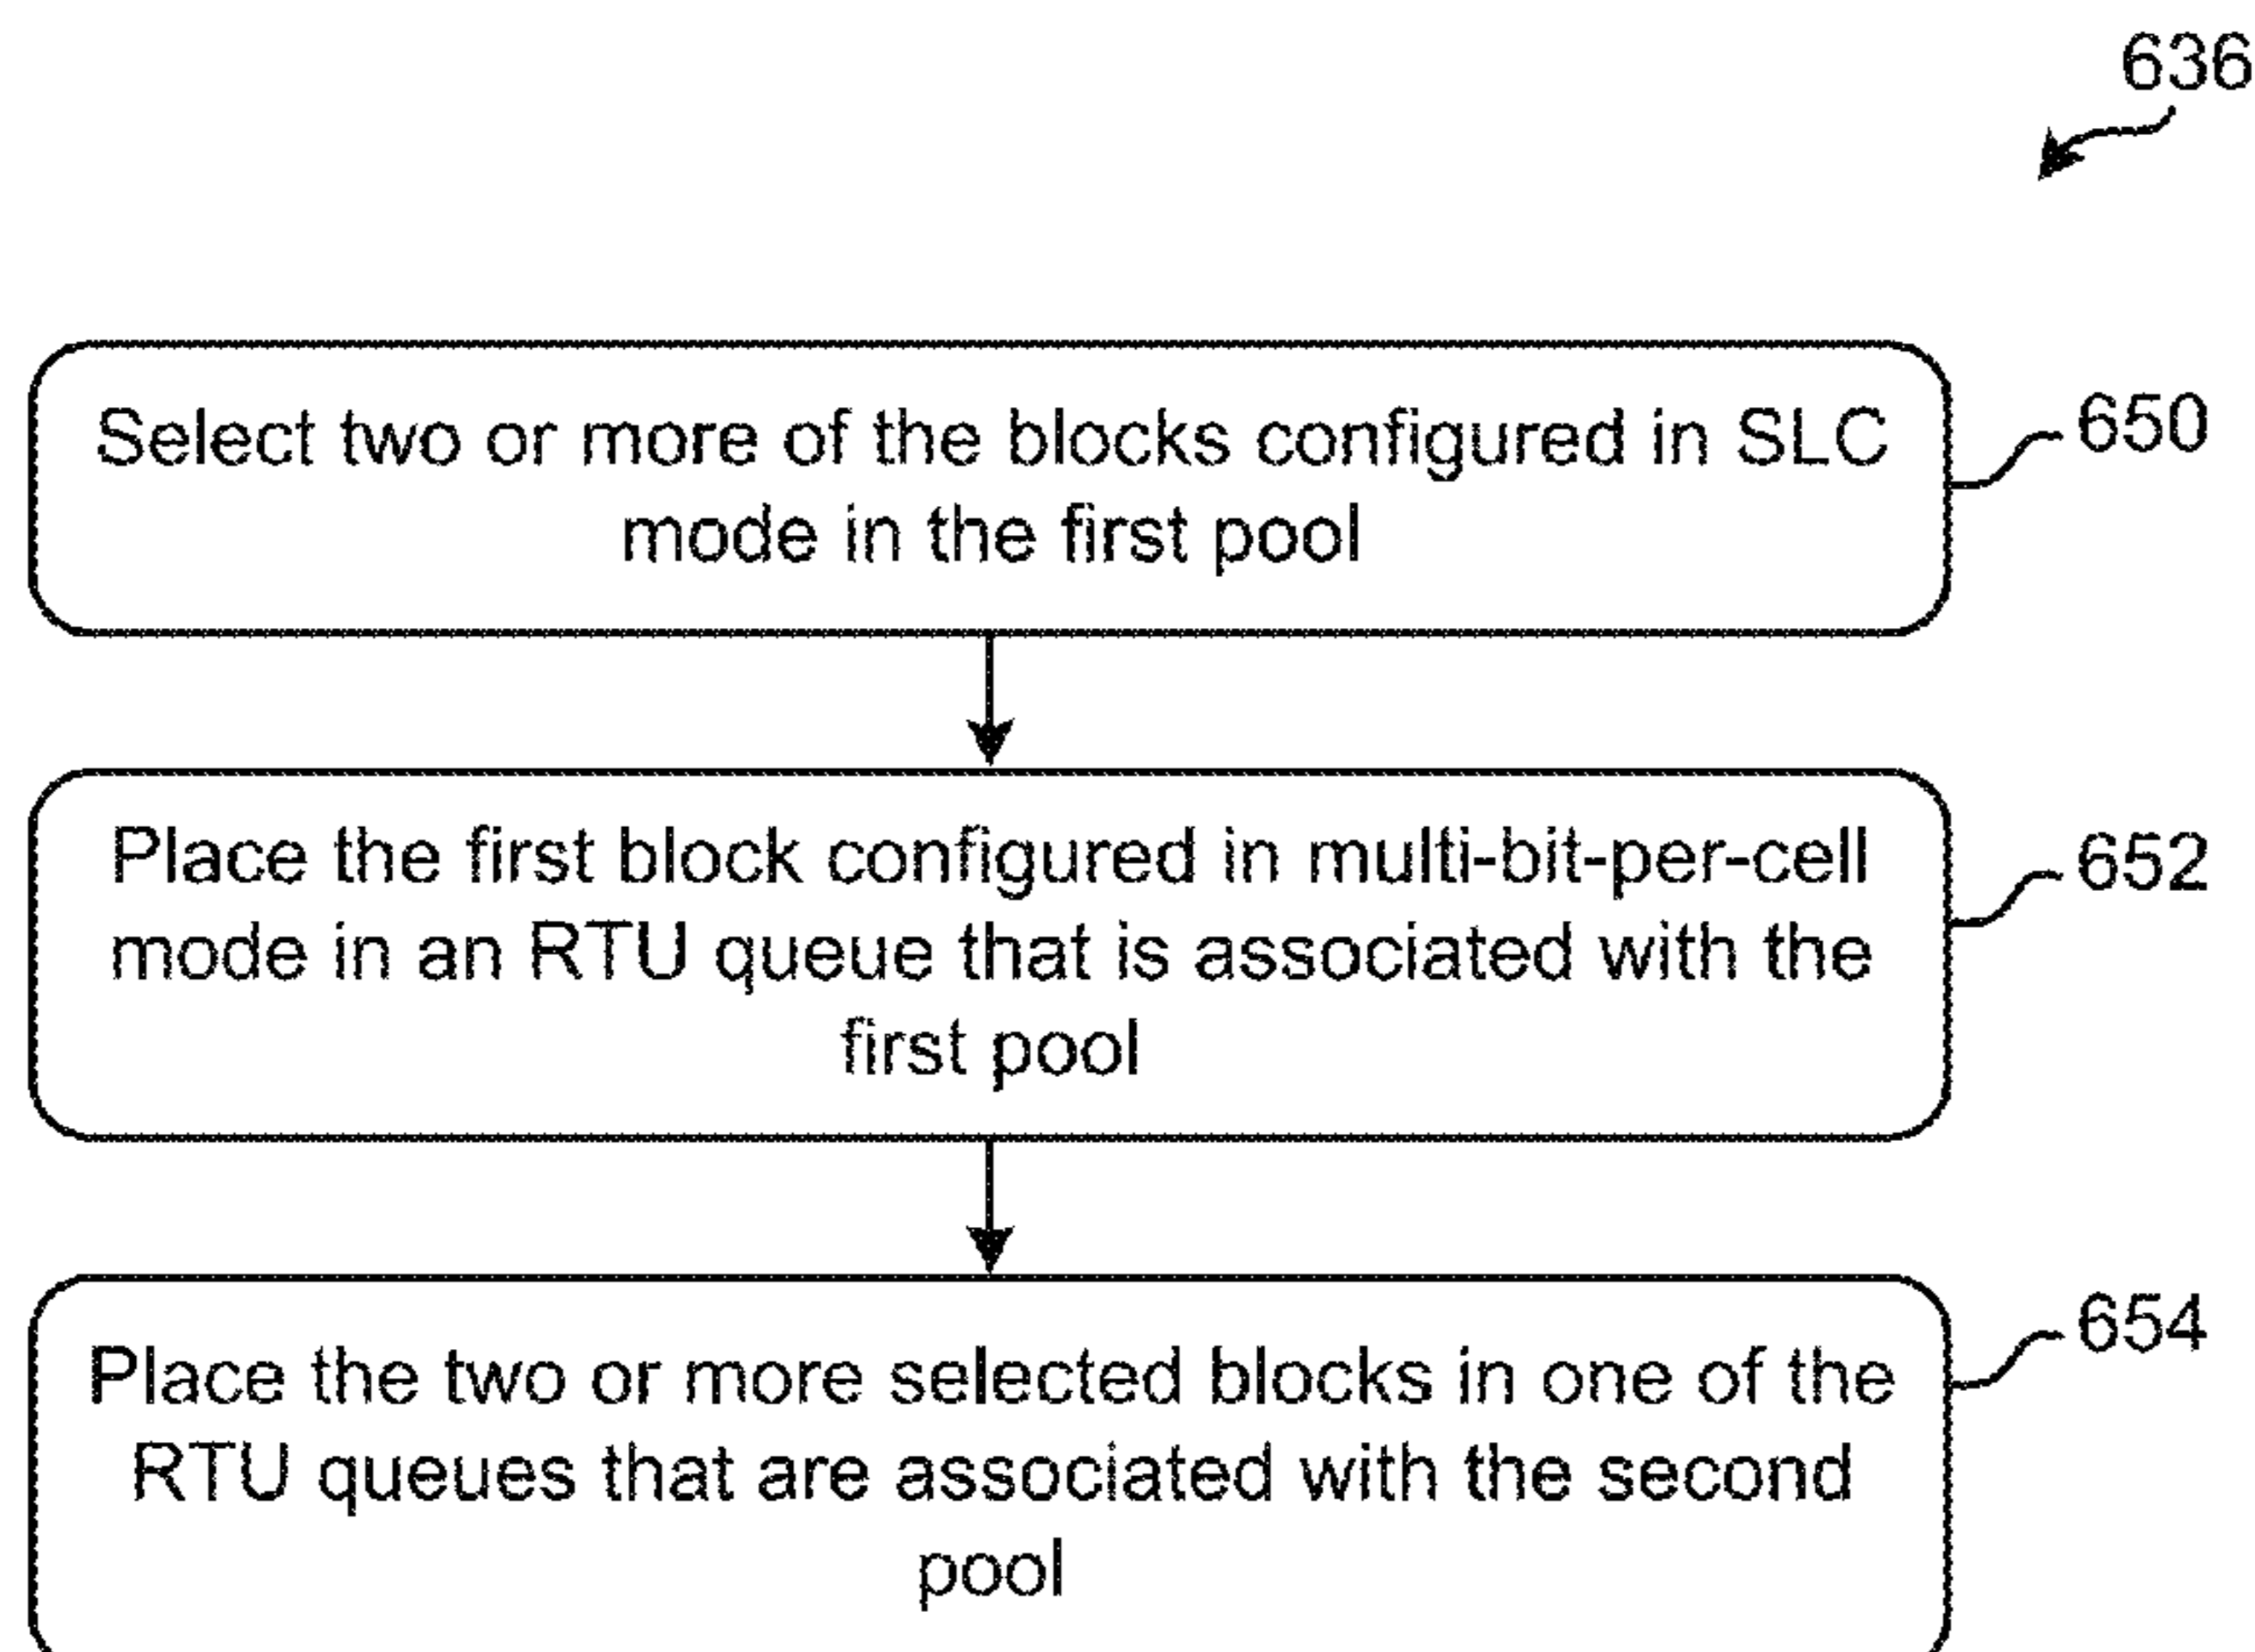 636
Select two or more of the blocks configured in SLC
mode in the first pool
650
Place the first block configured in multi-bit-per-cell
mode in an RTU queue that is associated with the
first pool
652
Place the two or more selected blocks in one of the
RTU queues that are associated with the second
pool
654